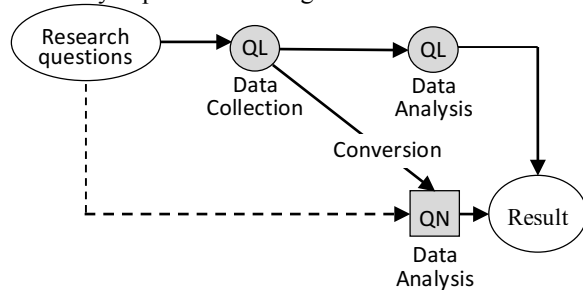 Research
questions
QL
QL
Data
Collection
Data
Analysis
Conversion
QN
Result
Data
Analysis